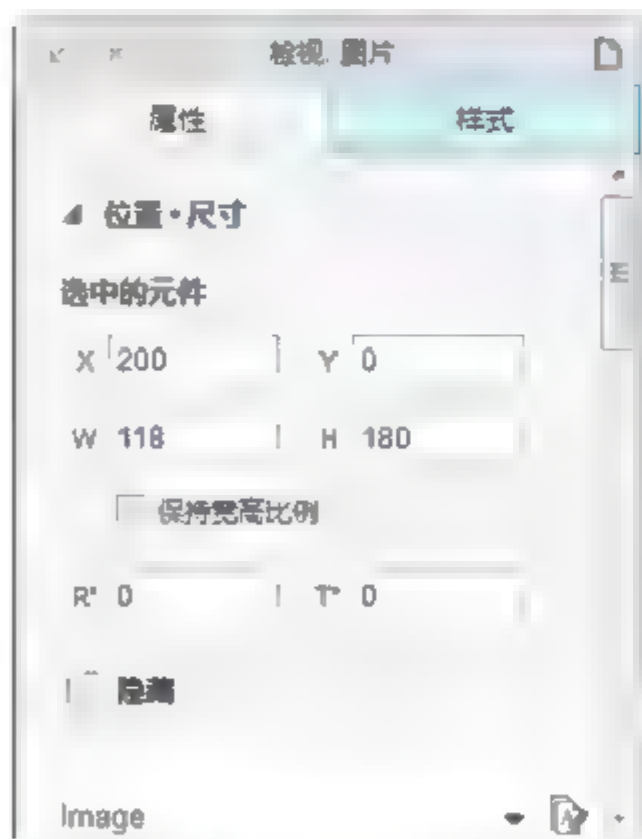 检视: 图片
属性 样式
位置·尺寸
选中的元件
X 200 Y 0
W 118 H 180
保持宽高比例
R° 0 T° 0
隐藏
Image